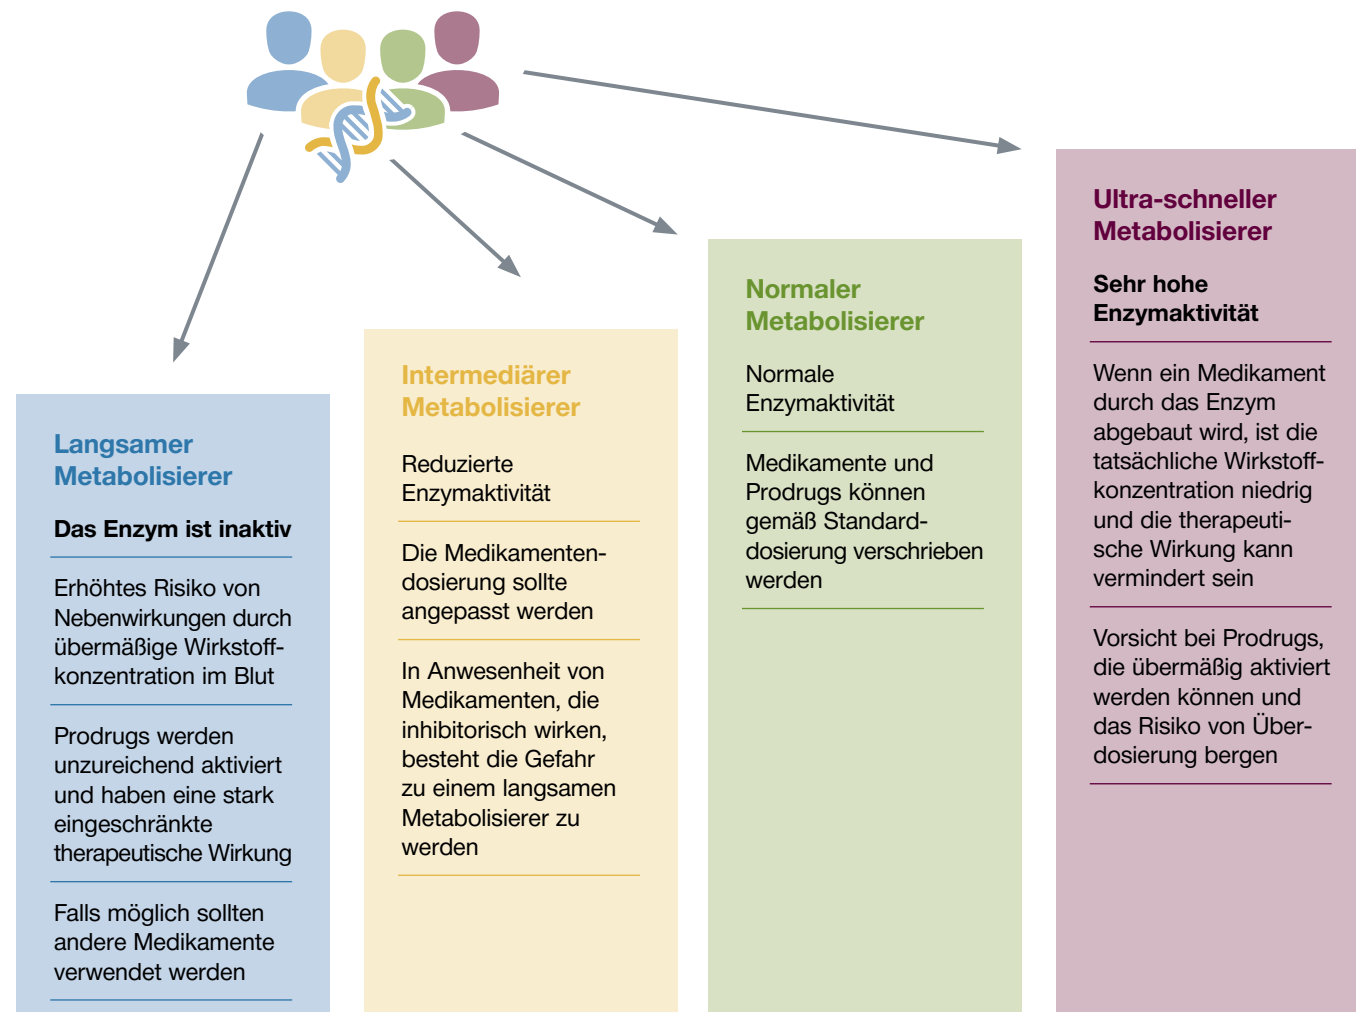 Langsamer
Metabolisierer
Das Enzym ist inaktiv
Erhöhtes Risiko von
Nebenwirkungen durch
übermäßige Wirkstoff-
konzentration im Blut
Prodrugs werden
unzureichend aktiviert
und haben eine stark
eingeschränkte
therapeutische Wirkung
Falls möglich sollten
andere Medikamente
verwendet werden
Intermediärer
Metabolisierer
Reduzierte
Enzymaktivität
Die Medikamenten-
dosierung sollte
angepasst werden
In Anwesenheit von
Medikamenten, die
inhibitorisch wirken,
besteht die Gefahr
zu einem langsamen
Metabolisierer zu
werden
Normaler
Metabolisierer
Normale
Enzymaktivität
Medikamente und
Prodrugs können
gemäß Standard-
dosierung verschrieben
werden
Ultra-schneller
Metabolisierer
Sehr hohe
Enzymaktivität
Wenn ein Medikament
durch das Enzym
abgebaut wird, ist die
tatsächliche Wirkstoff-
konzentration niedrig
und die therapeuti-
sche Wirkung kann
vermindert sein
Vorsicht bei Prodrugs,
die übermäßig aktiviert
werden können und
das Risiko von Über-
dosierung bergen